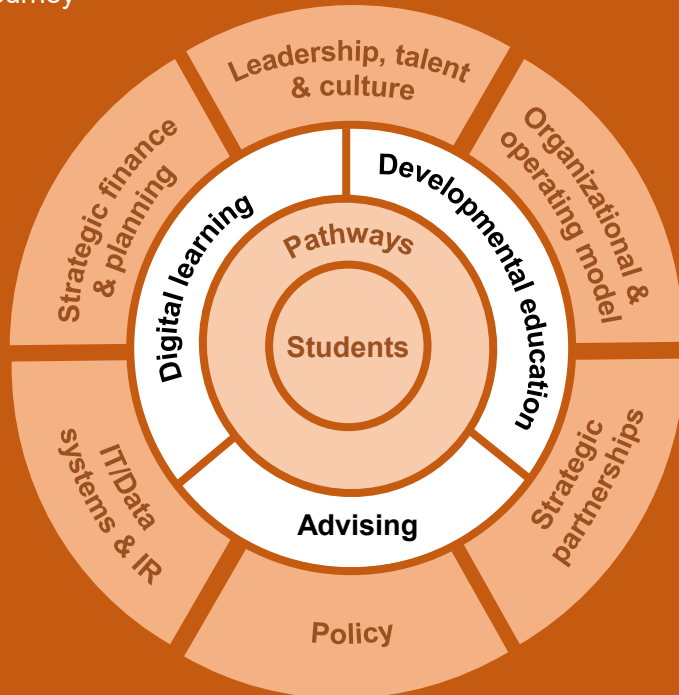 Leadership, talent
& culture
Organizational &
operating model
Strategic
partnerships
Policy
IT/Data
systems & IR
Strategic finance
& planning
Digital learning
Developmental education
Advising
Pathways
Students